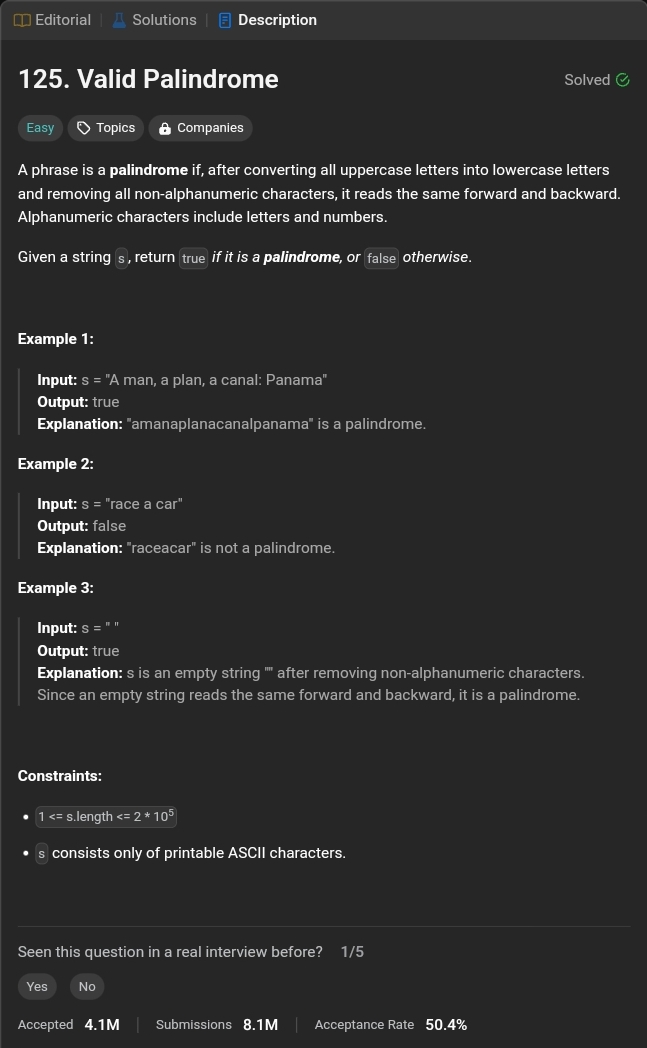 Editorial | Solutions | Description
125. Valid Palindrome Solved
Easy Topics Companies
A phrase is a palindrome if, after converting all uppercase letters into lowercase letters
and removing all non-alphanumeric characters, it reads the same forward and backward.
Alphanumeric characters include letters and numbers.
Given a string s, return true if it is a palindrome, or false otherwise.
Example 1:
Input: s = "A man, a plan, a canal: Panama"
Output: true
Explanation: "amanaplanacanalpanama" is a palindrome.
Example 2:
Input: s = "race a car"
Output: false
Explanation: "raceacar" is not a palindrome.
Example 3:
Input: s = " "
Output: true
Explanation: s is an empty string "" after removing non-alphanumeric characters.
Since an empty string reads the same forward and backward, it is a palindrome.
Constraints:
• 1 <= s.length <= 2 * 10⁵
• s consists only of printable ASCII characters.
Seen this question in a real interview before? 1/5
Yes No
Accepted 4.1M | Submissions 8.1M | Acceptance Rate 50.4%